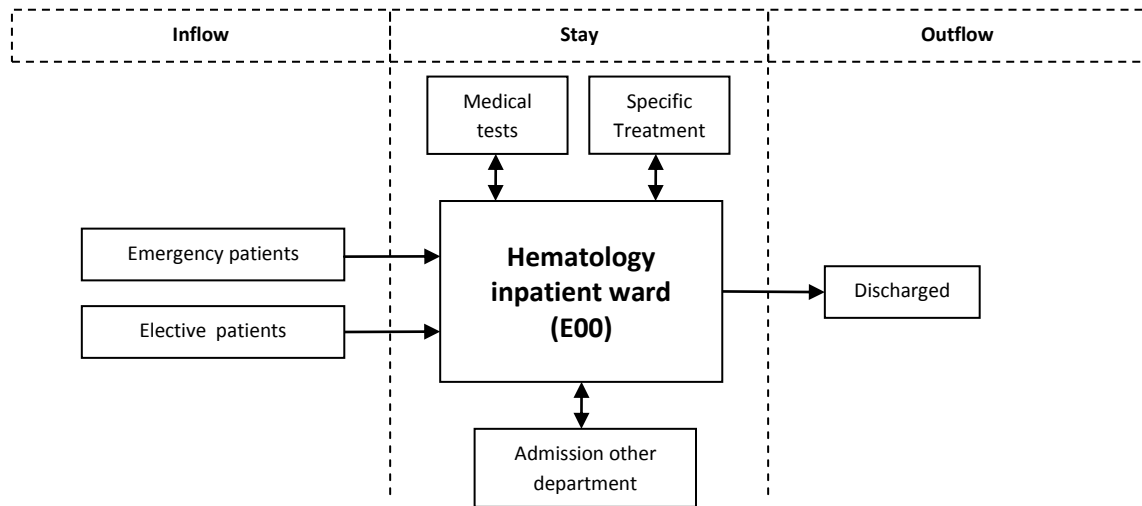 Inflow
Stay
Outflow
Medical
tests
Specific
Treatment
Emergency patients
Elective patients
Hematology
inpatient ward
(E00)
Discharged
Admission other
department